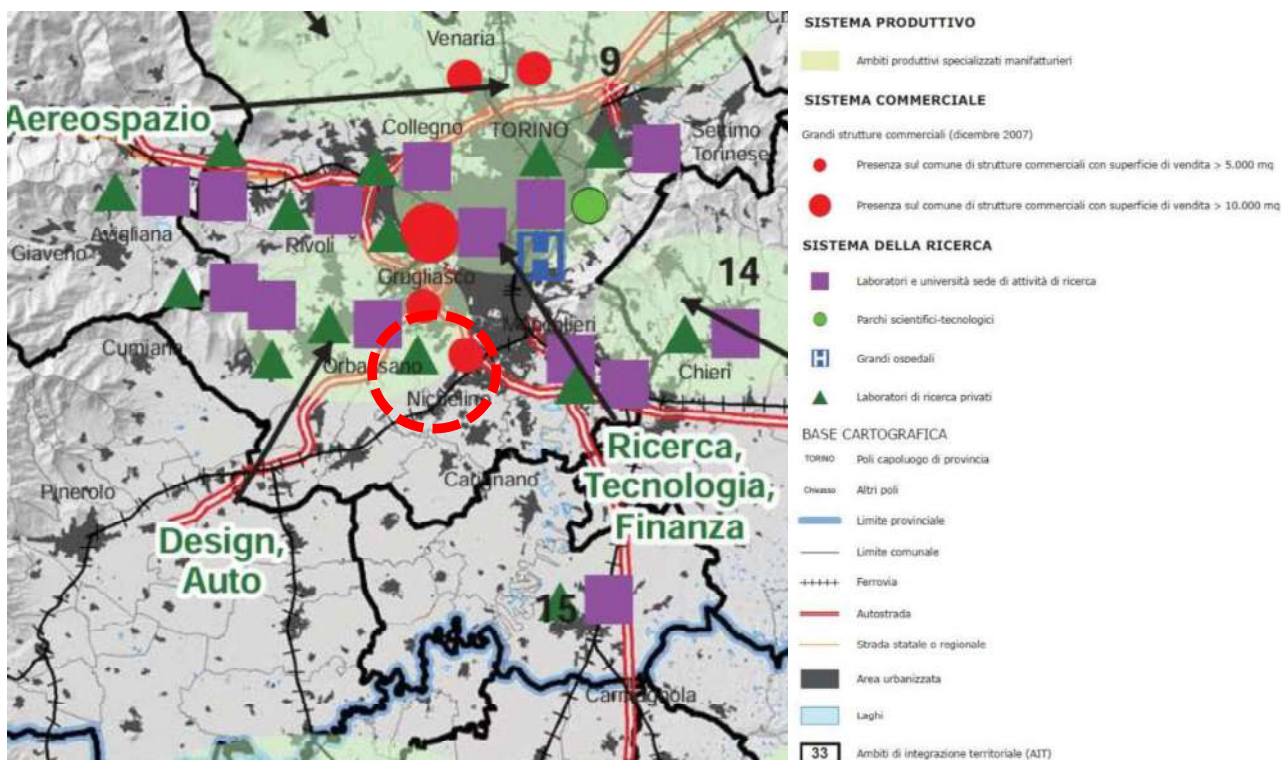 Venaria
9
Aereospazio
Collegno
TORINO
Settimo
Torinese
Avigliana
Giaveno
Rivoli
Grugliasco
H
14
Moncalieri
Cumiana
Orbassano
Chieri
Nichelino
Ricerca,
Tecnologia,
Finanza
Carignano
Pinerolo
Design,
Auto
15
Carmagnola
SISTEMA PRODUTTIVO
Ambiti produttivi specializzati manifatturieri
SISTEMA COMMERCIALE
Grandi strutture commerciali (dicembre 2007)
Presenza sul comune di strutture commerciali con superficie di vendita > 5.000 mq
Presenza sul comune di strutture commerciali con superficie di vendita > 10.000 mq
SISTEMA DELLA RICERCA
Laboratori e università sede di attività di ricerca
Parchi scientifici-tecnologici
H Grandi ospedali
Laboratori di ricerca privati
BASE CARTOGRAFICA
TORINO Poli capoluogo di provincia
Chivasso Altri poli
Limite provinciale
Limite comunale
Ferrovia
Autostrada
Strada statale o regionale
Area urbanizzata
Laghi
33 Ambiti di integrazione territoriale (AIT)